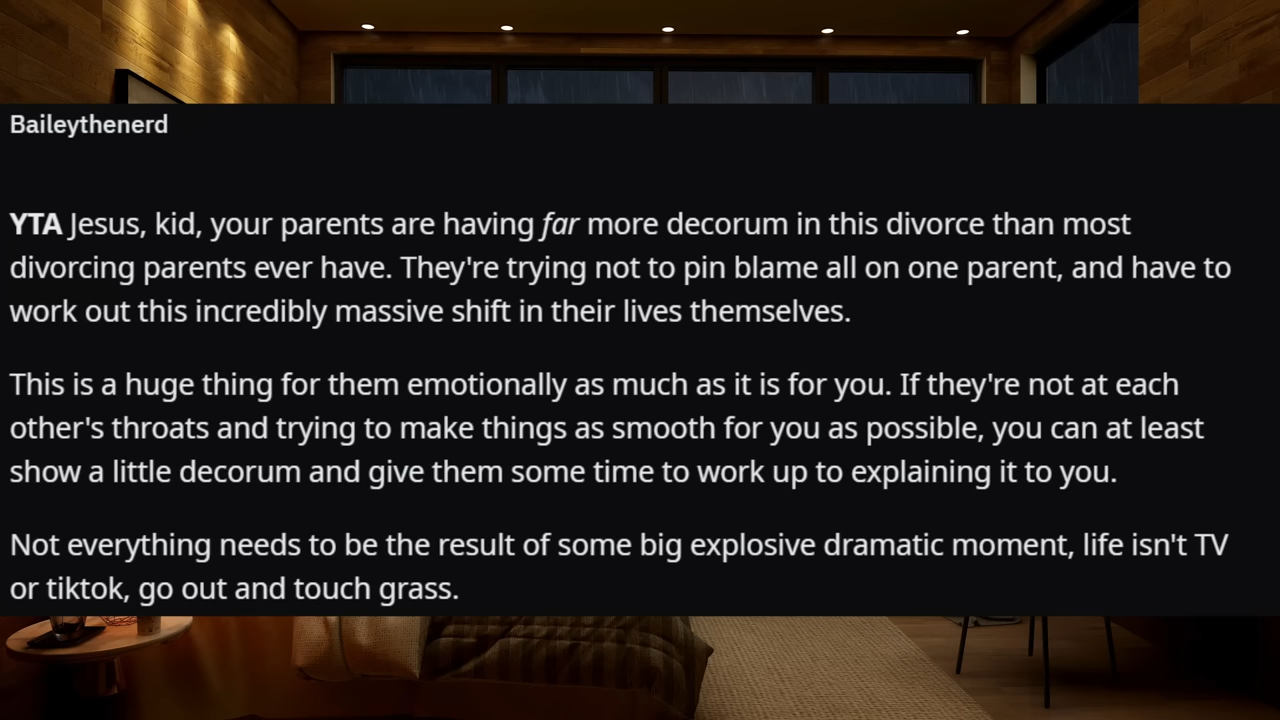 Baileythenerd
YTA Jesus, kid, your parents are having far more decorum in this divorce than most
divorcing parents ever have. They're trying not to pin blame all on one parent, and have to
work out this incredibly massive shift in their lives themselves.
This is a huge thing for them emotionally as much as it is for you. If they're not at each
other's throats and trying to make things as smooth for you as possible, you can at least
show a little decorum and give them some time to work up to explaining it to you.
Not everything needs to be the result of some big explosive dramatic moment, life isn't TV
or tiktok, go out and touch grass.